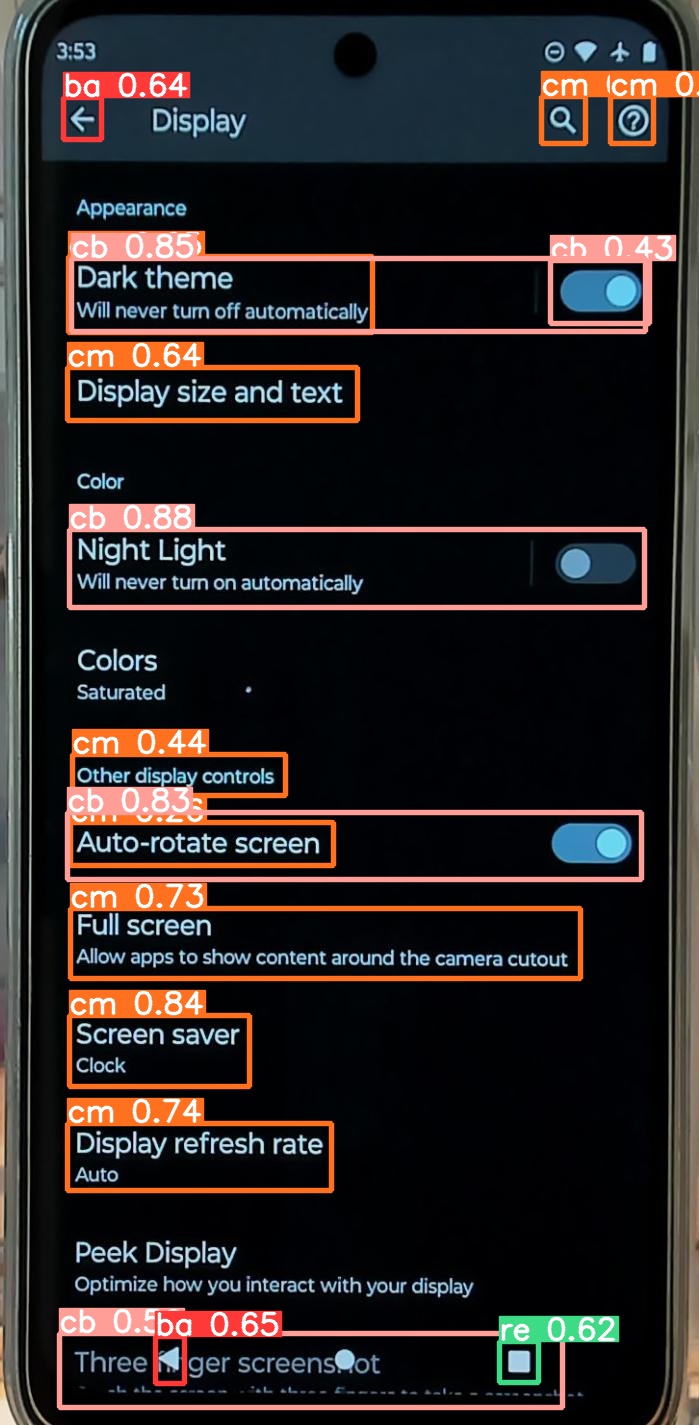 3:53
ba 0.64
cm
cm 0.
Display
Appearance
cb 0.85
cb 0.43
Dark theme
Will never turn off automatically
cm 0.64
Display size and text
Color
cb 0.88
Night Light
Will never turn on automatically
Colors
Saturated
cm 0.44
Other display controls
cb 0.83
Auto-rotate screen
cm 0.73
Full screen
Allow apps to show content around the camera cutout
cm 0.84
Screen saver
Clock
cm 0.74
Display refresh rate
Auto
Peek Display
Optimize how you interact with your display
cb 0.5
ba 0.65
re 0.62
Three finger screenshot